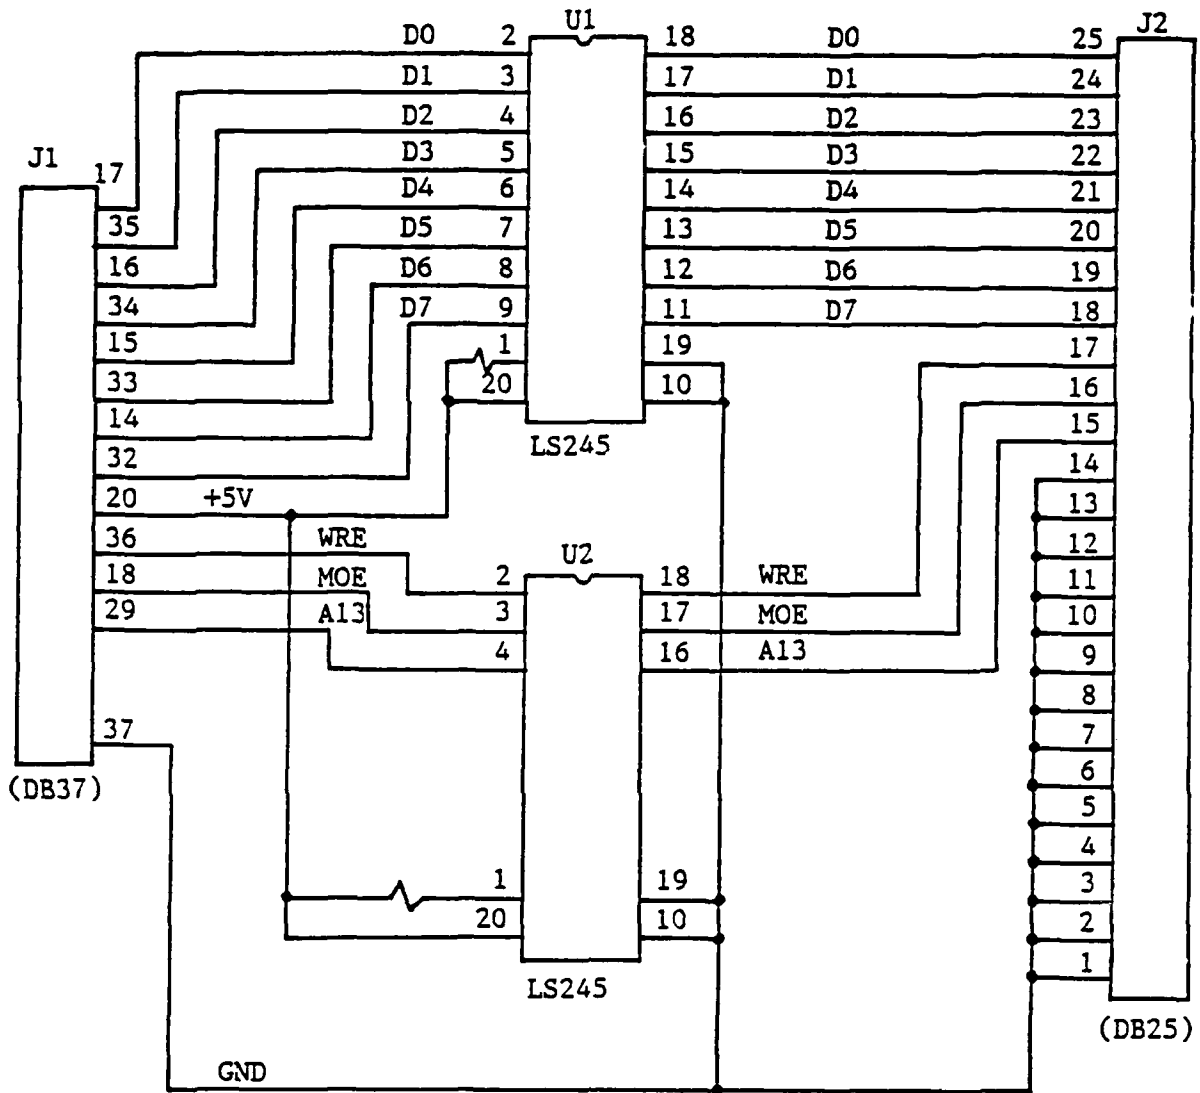 U1
J2
D0 2 18 D0 25
D1 3 17 D1 24
D2 4 16 D2 23
J1
D3 5 15 D3 22
17
D4 6 14 D4 21
35
D5 7 13 D5 20
16
D6 8 12 D6 19
34
D7 9 11 D7 18
15
1 19 17
33
20 10 16
14
15
LS245
32
14
20 +5V
13
36 WRE
12
U2
18 MOE
2 18 WRE
11
29 A13
3 17 MOE
10
4 16 A13
9
8
37
7
(DB37)
6
5
4
1 19
3
20 10
2
1
LS245
(DB25)
GND